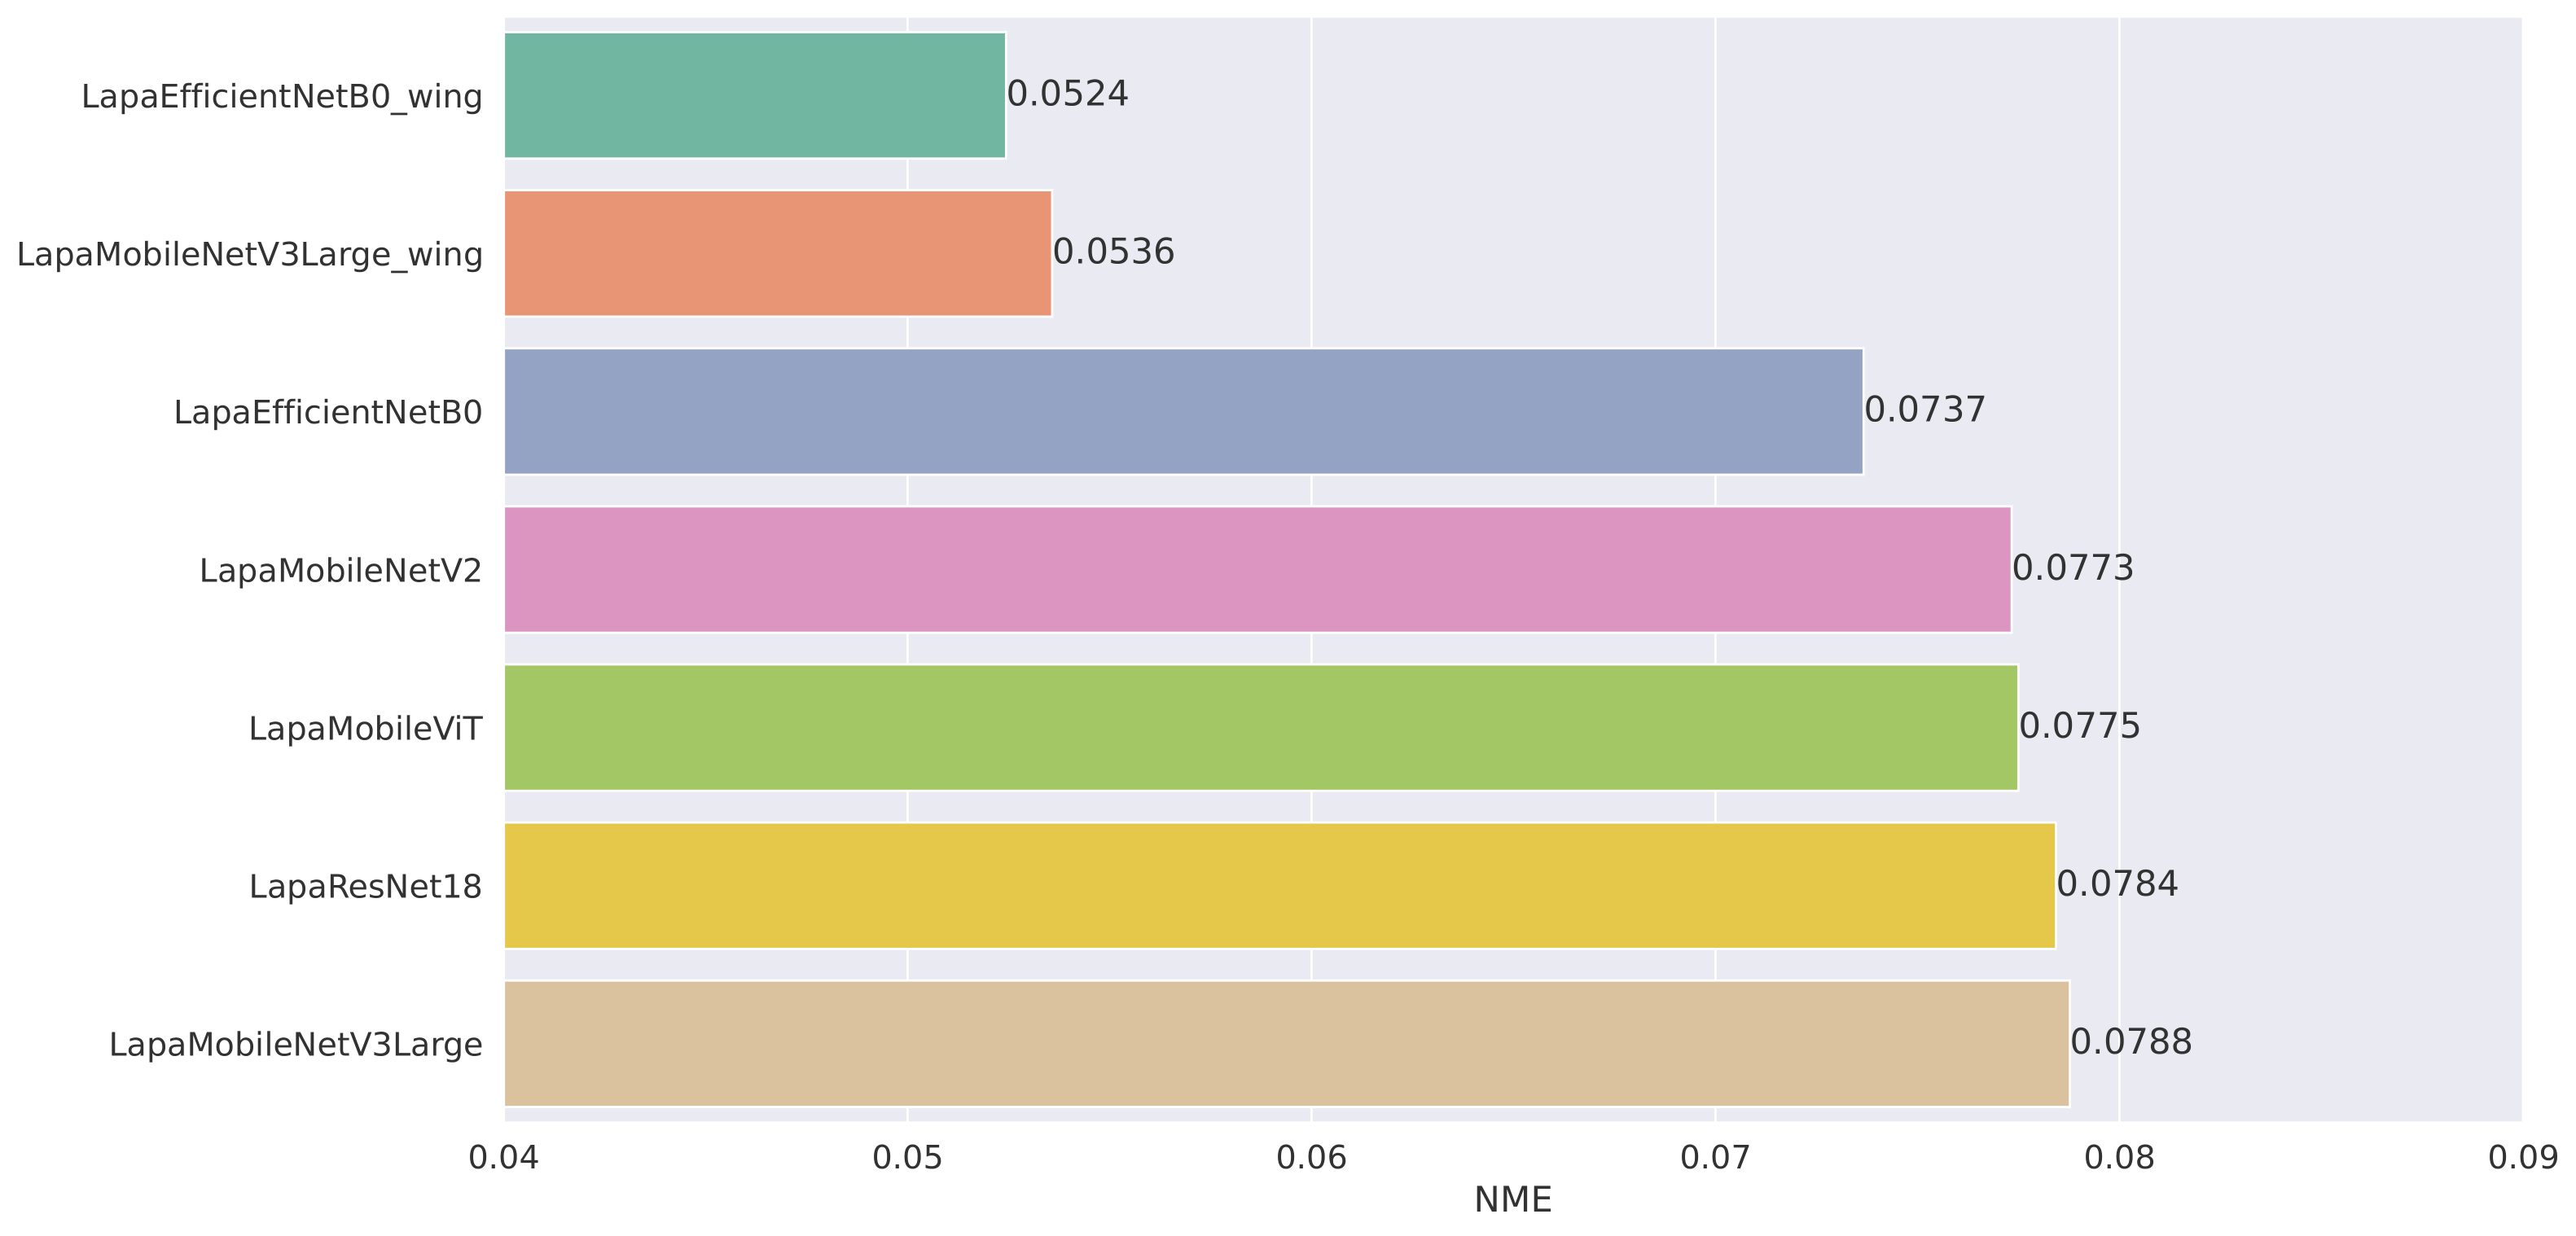 LapaEfficientNetB0_wing 0.0524
LapaMobileNetV3Large_wing 0.0536
LapaEfficientNetB0 0.0737
LapaMobileNetV2 0.0773
LapaMobileViT 0.0775
LapaResNet18 0.0784
LapaMobileNetV3Large 0.0788
0.04 0.05 0.06 0.07 0.08 0.09
NME